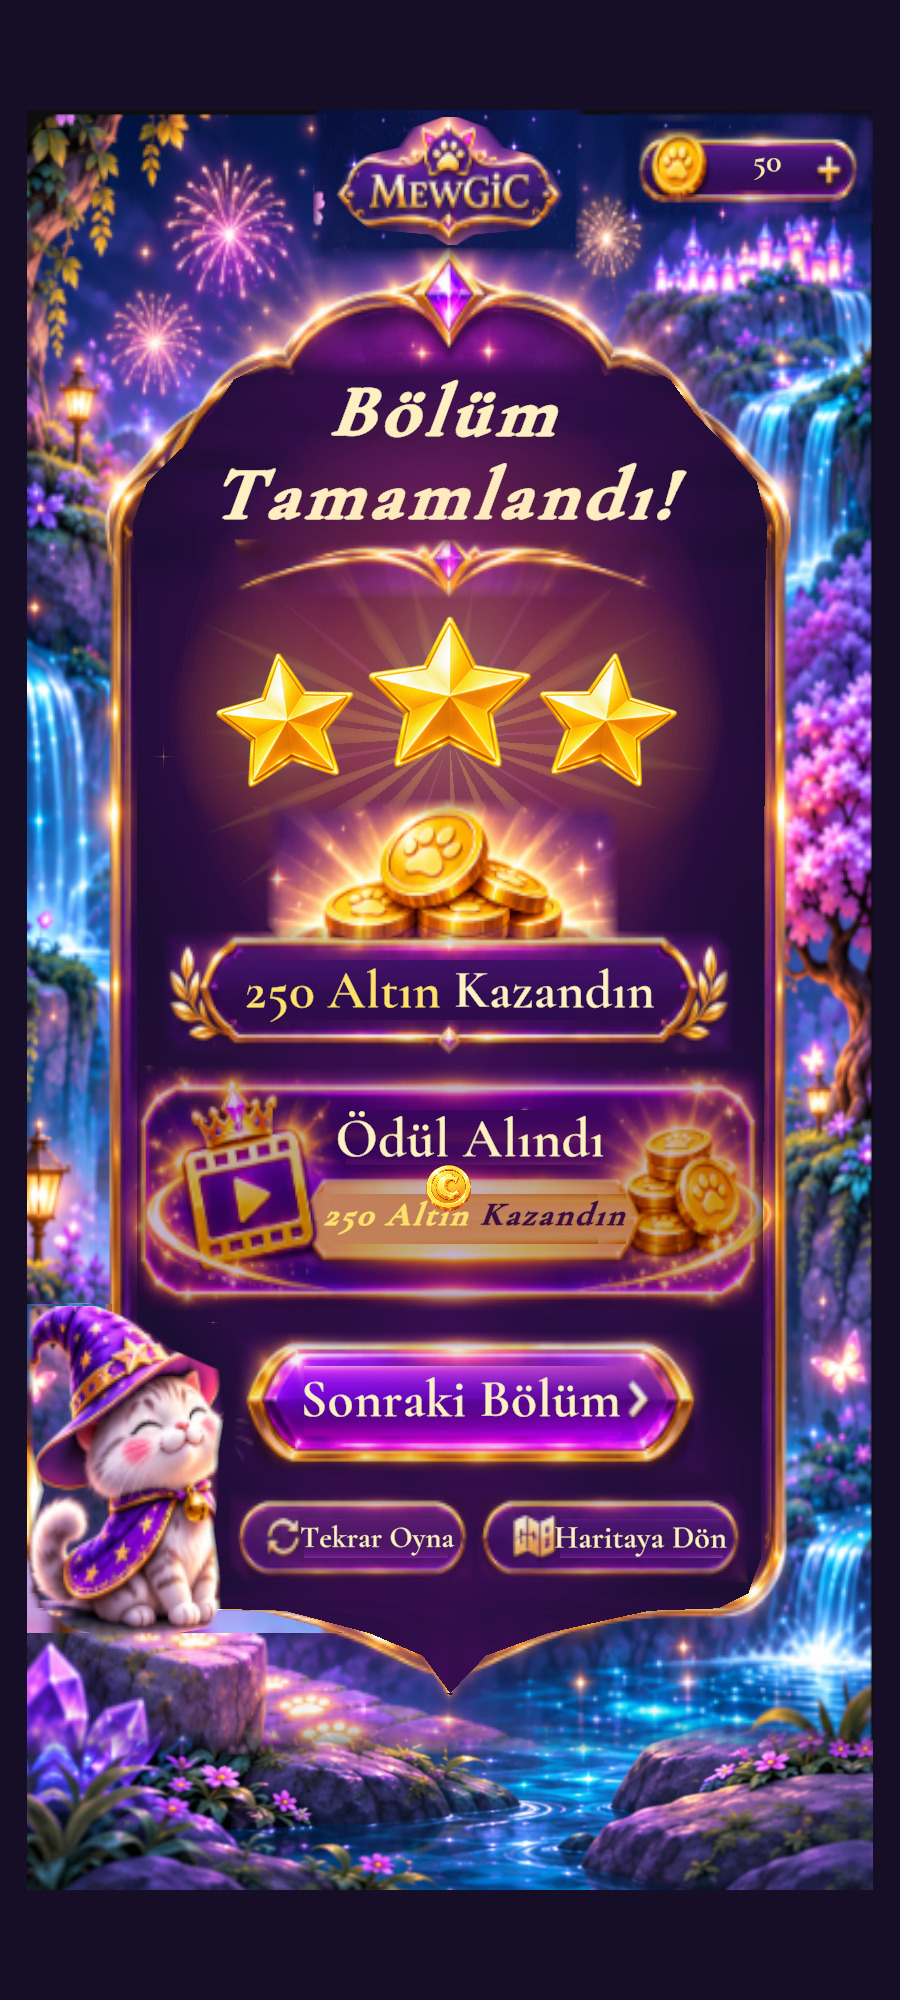 MEWGIC
50
Bölüm
Tamamlandı!
250 Altın Kazandın
Ödül Alındı
250 Altın Kazandın
Sonraki Bölüm
Tekrar Oyna
Haritaya Dön